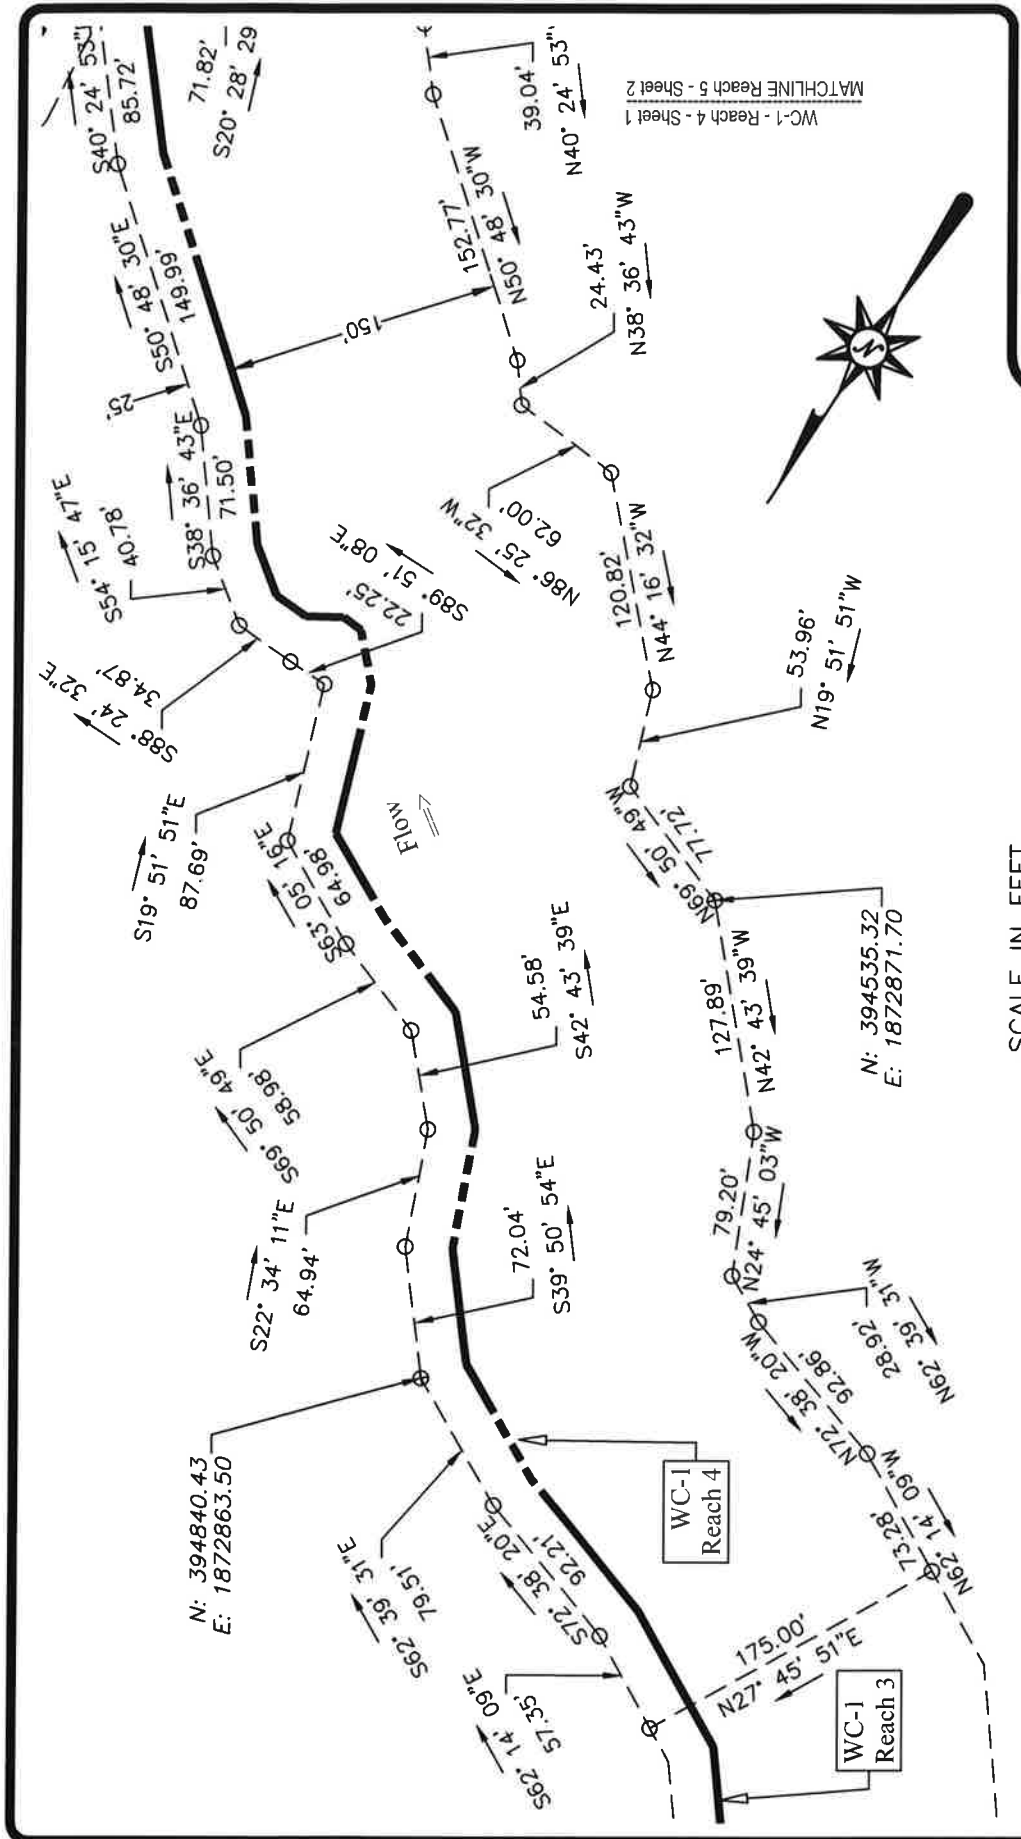 S40° 24' 53"
85.72'
71.82'
S20° 28' 29
39.04'
N40° 24' 53"
WC-1 - Reach 4 - Sheet 1
MATCHLINE Reach 5 - Sheet 2
S50° 48' 30"E
149.99'
25'
150'
152.77'
N50° 48' 30"W
24.43'
N38° 36' 43"W
N
S38° 36' 43"E
71.50'
S54° 15' 47"E
40.78'
S89° 51' 08"E
22.25'
S88° 24' 32"E
34.87'
N86° 25' 32"W
62.00'
120.82'
N44° 16' 32"W
53.96'
N19° 51' 51"W
S19° 51' 51"E
87.69'
Flow
S63° 05' 16"E
64.98'
N69° 50' 49"W
77.72'
N: 394535.32
E: 1872871.70
SCALE IN FEET
S69° 50' 49"E
58.98'
54.58'
S42° 43' 39"E
127.89'
N42° 43' 39"W
S22° 34' 11"E
64.94'
72.04'
S39° 50' 54"E
79.20'
N24° 45' 03"W
28.92'
N62° 39' 31"W
N: 394840.43
E: 1872863.50
S62° 39' 31"E
79.51'
S72° 38' 20"E
92.21'
WC-1
Reach 4
N72° 38' 20"W
92.86'
73.28'
N62° 14' 09"W
S62° 14' 09"E
57.35'
175.00'
N27° 45' 51"E
WC-1
Reach 3